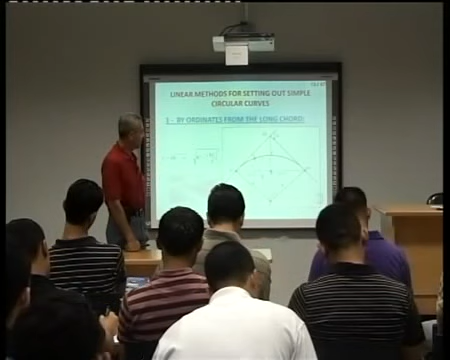 LINEAR METHODS FOR SETTING OUT SIMPLE
CIRCULAR CURVES
1 - BY ORDINATES FROM THE LONG CHORD: